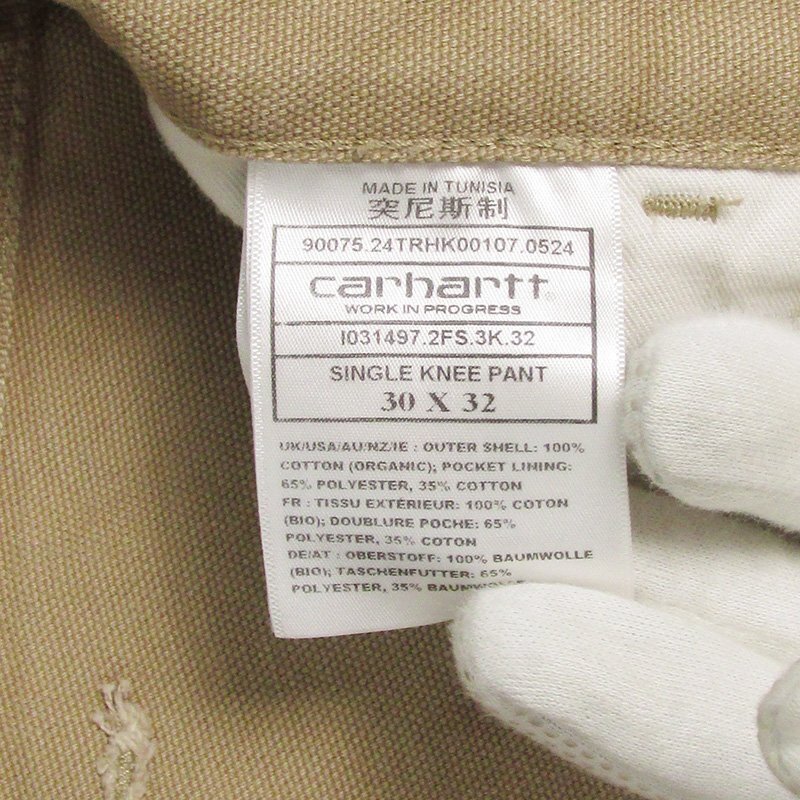 MADE IN TUNISIA
突尼斯制
90075.24TRHK00107.0524
carhartt®
WORK IN PROGRESS
I031497.2FS.3K.32
SINGLE KNEE PANT
30 X 32
UK/USA/AU/NZ/IE : OUTER SHELL: 100%
COTTON (ORGANIC); POCKET LINING:
65% POLYESTER, 35% COTTON
FR : TISSU EXTÉRIEUR: 100% COTON
(BIO); DOUBLURE POCHE: 65%
POLYESTER, 35% COTON
DE/AT : OBERSTOFF: 100% BAUMWOLLE
(BIO); TASCHENFUTTER: 65%
POLYESTER, 35% BAUMWOLLE